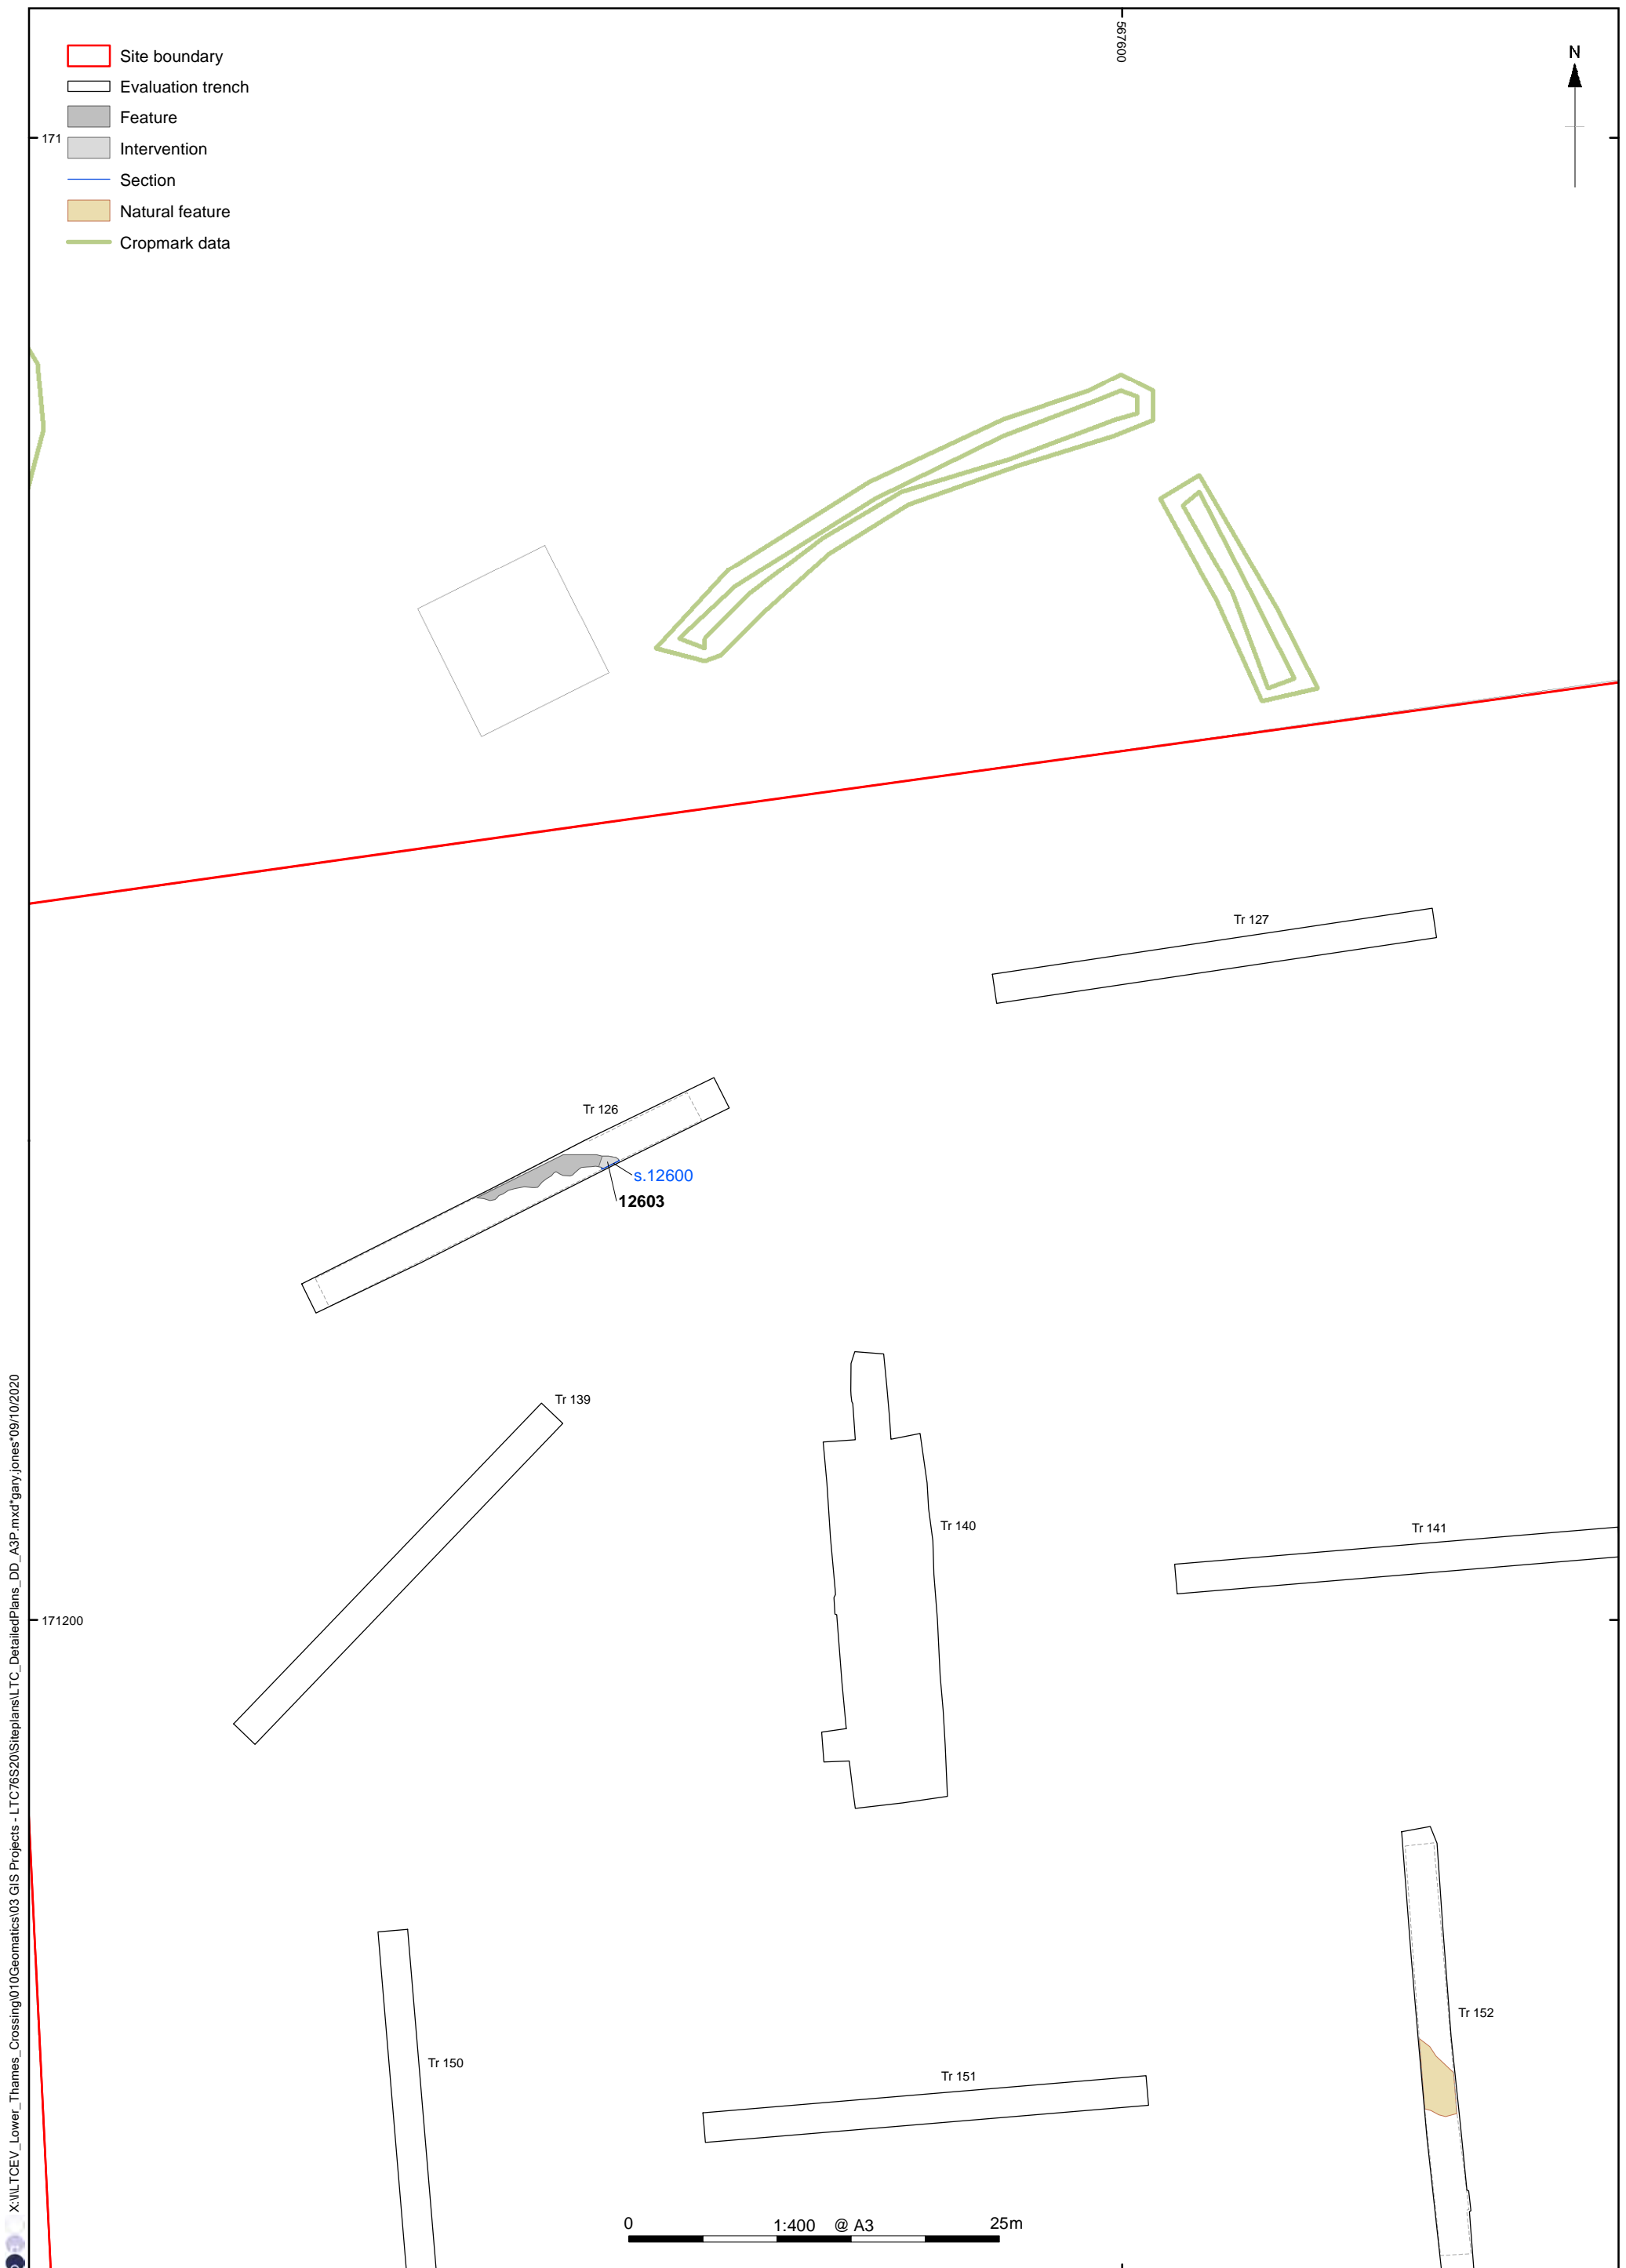 567600
N
Site boundary
Evaluation trench
Feature
171
Intervention
Section
Natural feature
Cropmark data
Tr 127
Tr 126
s.12600
12603
Tr 139
Tr 140
Tr 141
171200
Tr 152
Tr 150
Tr 151
0 1:400 @ A3 25m
X:\l\LTCEV_Lower_Thames_Crossing\010Geomatics\03 GIS Projects - LTC76S20\Siteplans\LTC_DetailedPlans_DD_A3P.mxd*gary.jones*09/10/2020